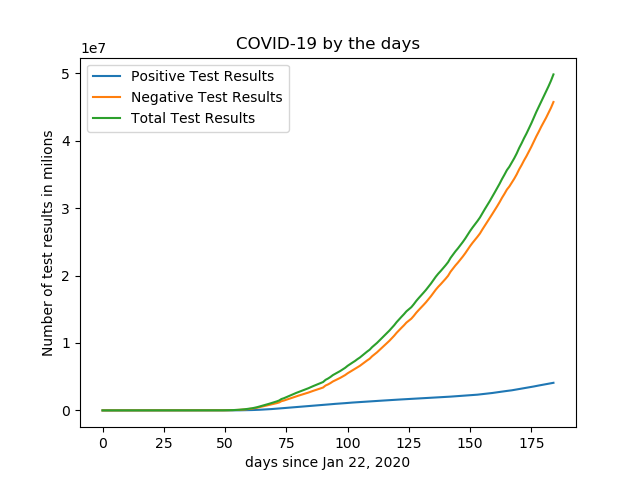 COVID-19 by the days
1e7
Positive Test Results
Negative Test Results
Total Test Results
Number of test results in milions
5
4
3
2
1
0
0 25 50 75 100 125 150 175
days since Jan 22, 2020